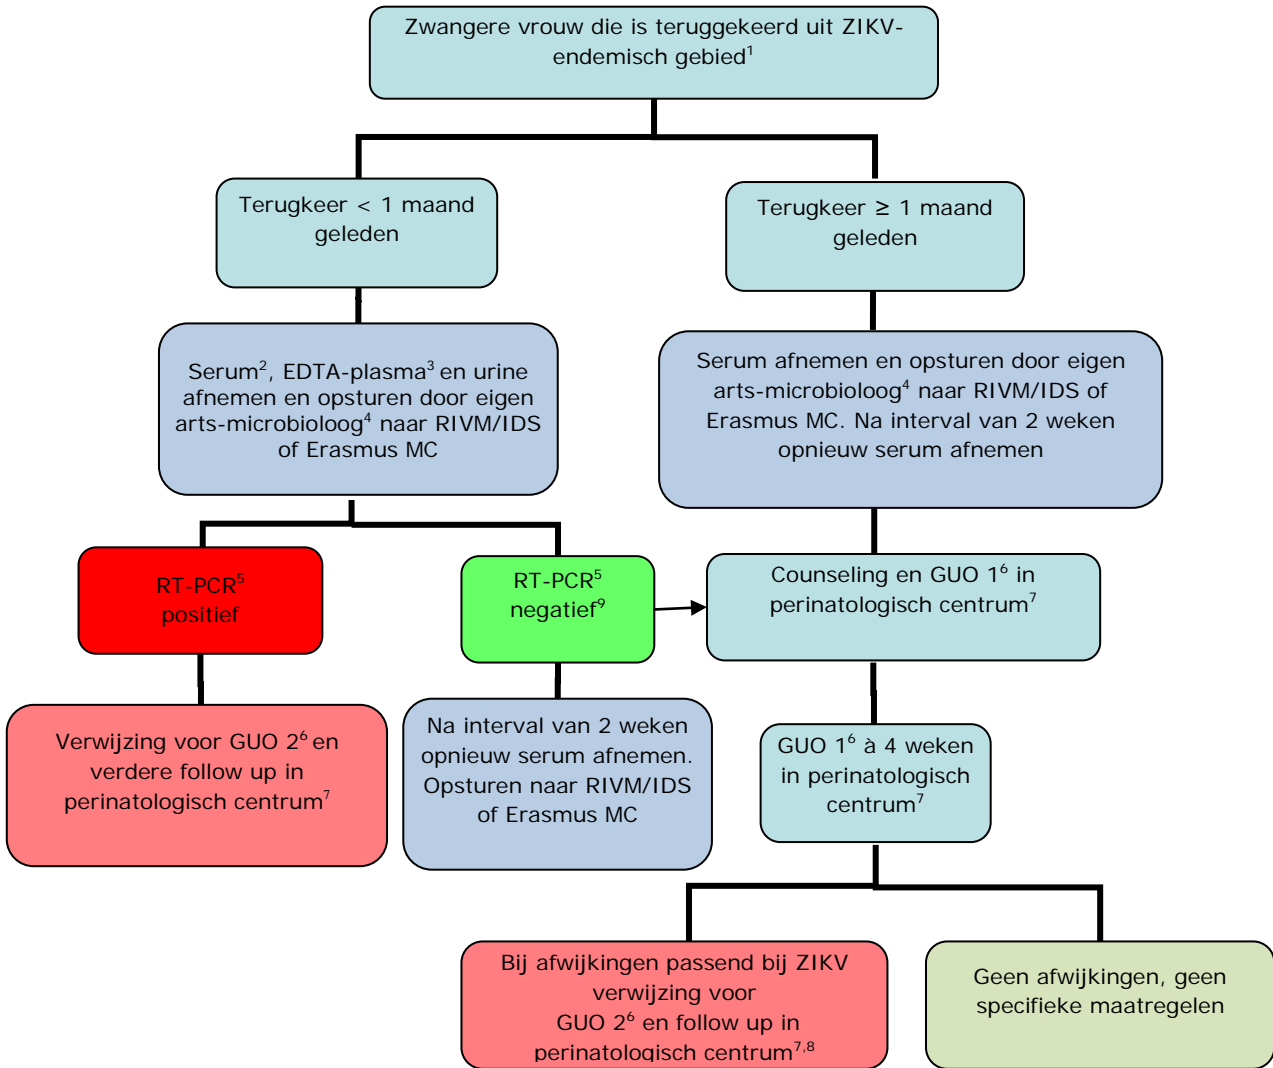 Zwangere vrouw die is teruggekeerd uit ZIKV-
endemisch gebied¹
Terugkeer < 1 maand
geleden
Terugkeer ≥ 1 maand
geleden
Serum², EDTA-plasma³ en urine
afnemen en opsturen door eigen
arts-microbioloog⁴ naar RIVM/IDS
of Erasmus MC
Serum afnemen en opsturen door eigen
arts-microbioloog⁴ naar RIVM/IDS of
Erasmus MC. Na interval van 2 weken
opnieuw serum afnemen
RT-PCR⁵
positief
RT-PCR⁵
negatief⁹
Counseling en GUO 1⁶ in
perinatologisch centrum⁷
Verwijzing voor GUO 2⁶ en
verdere follow up in
perinatologisch centrum⁷
Na interval van 2 weken
opnieuw serum afnemen.
Opsturen naar RIVM/IDS
of Erasmus MC
GUO 1⁶ à 4 weken
in perinatologisch
centrum⁷
Bij afwijkingen passend bij ZIKV
verwijzing voor
GUO 2⁶ en follow up in
perinatologisch centrum⁷,⁸
Geen afwijkingen, geen
specifieke maatregelen